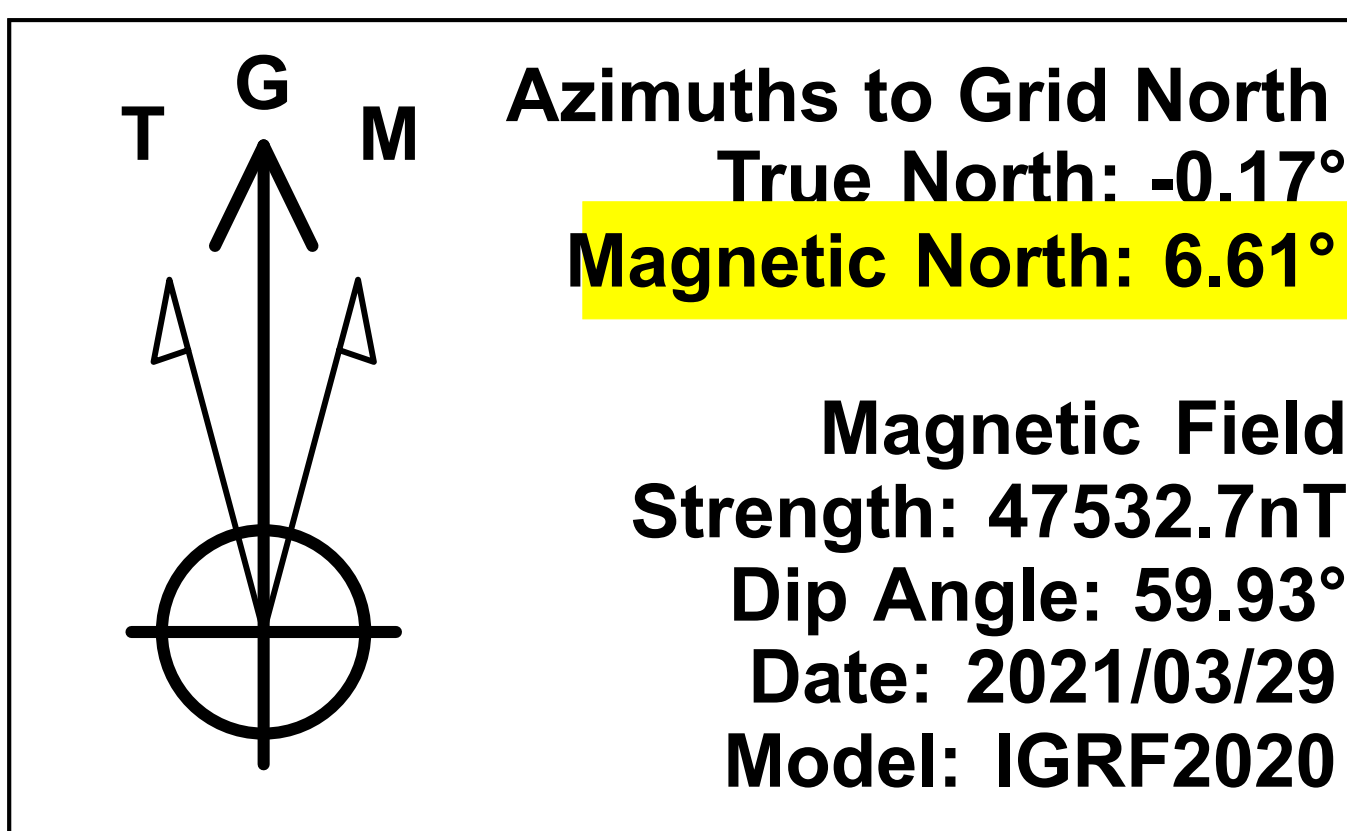 T G M
Azimuths to Grid North
True North: -0.17°
Magnetic North: 6.61°
Magnetic Field
Strength: 47532.7nT
Dip Angle: 59.93°
Date: 2021/03/29
Model: IGRF2020